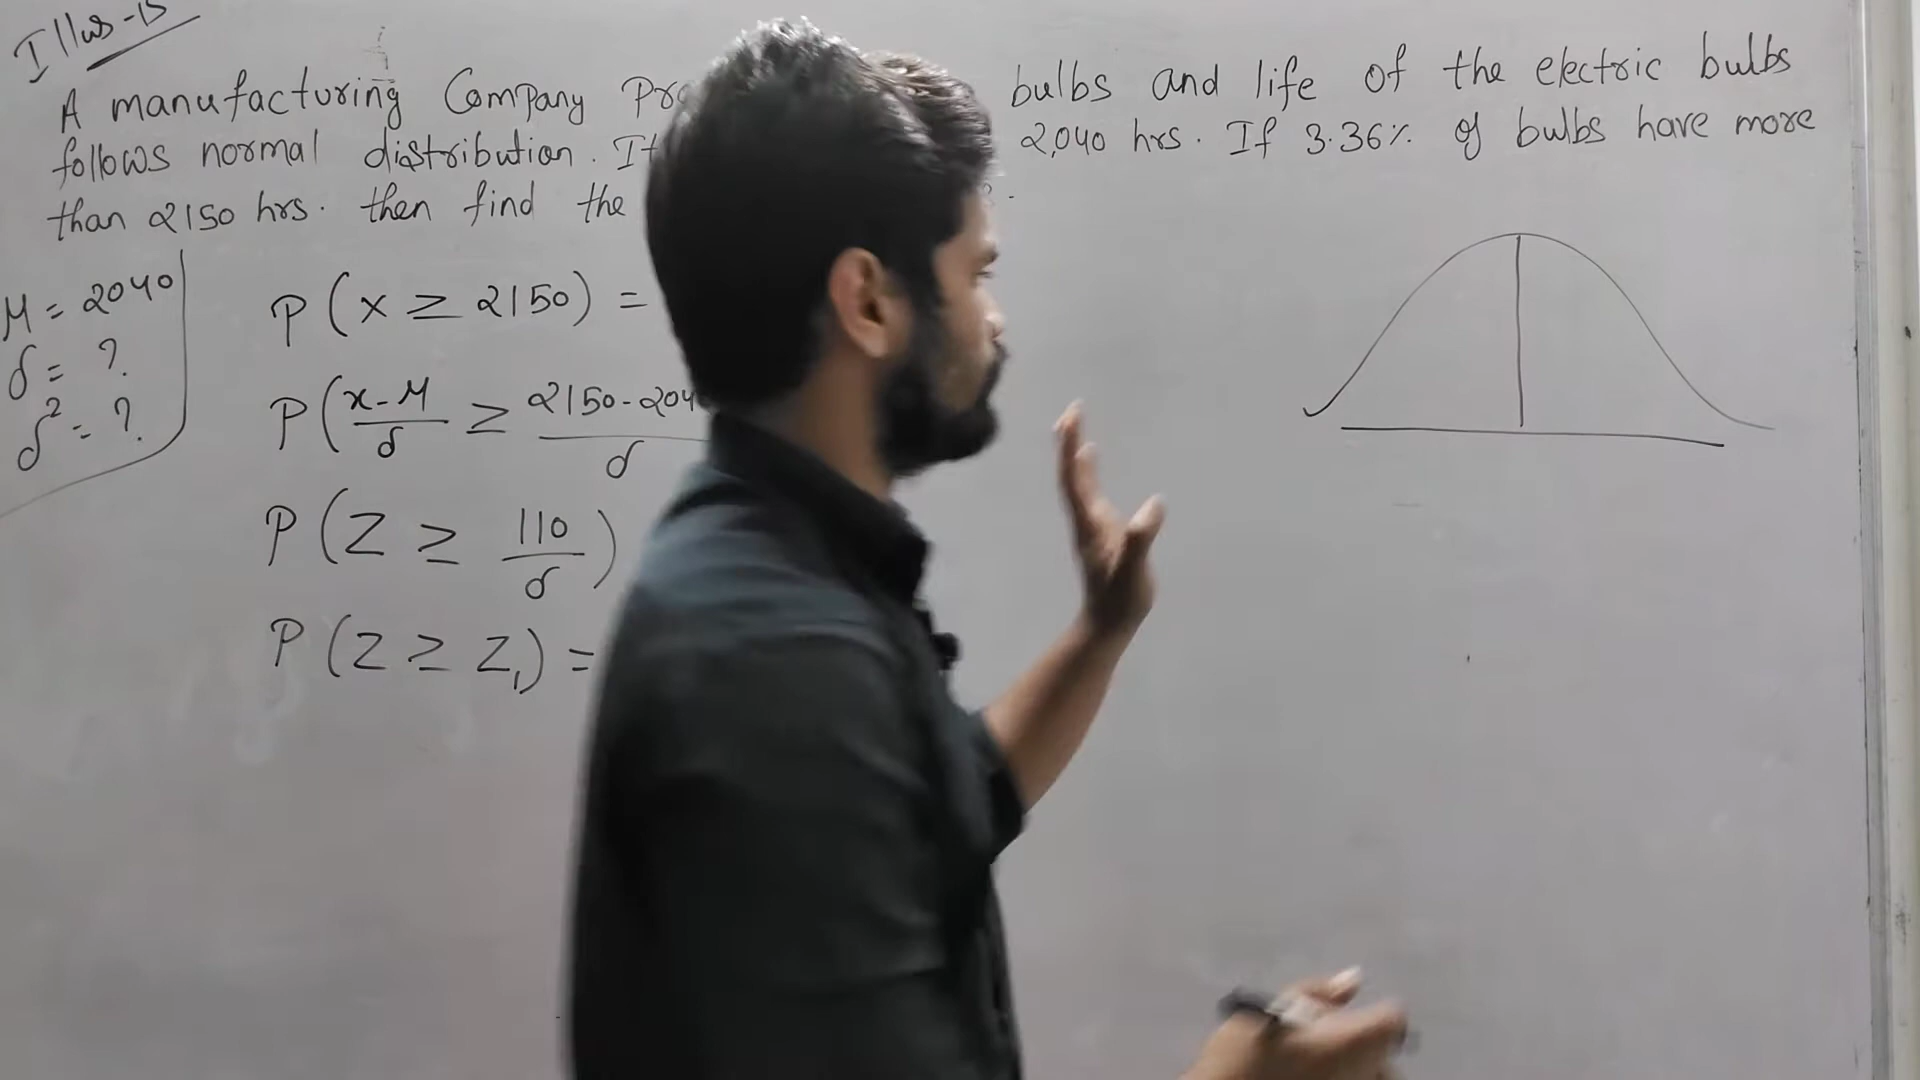 Illus-15
A manufacturing Company Pro bulbs and life of the electric bulbs
follows normal distribution. It 2,040 hrs. If 3.36% of bulbs have more
than 2150 hrs. then find the
M = 2040
σ = ?
σ² = ?
P(x ≥ 2150) =
P(x-M/σ ≥ 2150-204/σ
P(Z ≥ 110/σ)
P(Z ≥ Z₁) =